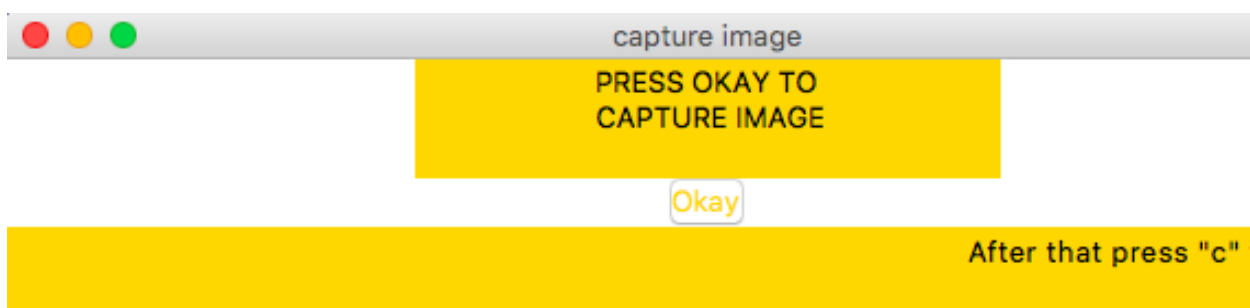 capture image
PRESS OKAY TO
CAPTURE IMAGE
Okay
After that press "c"